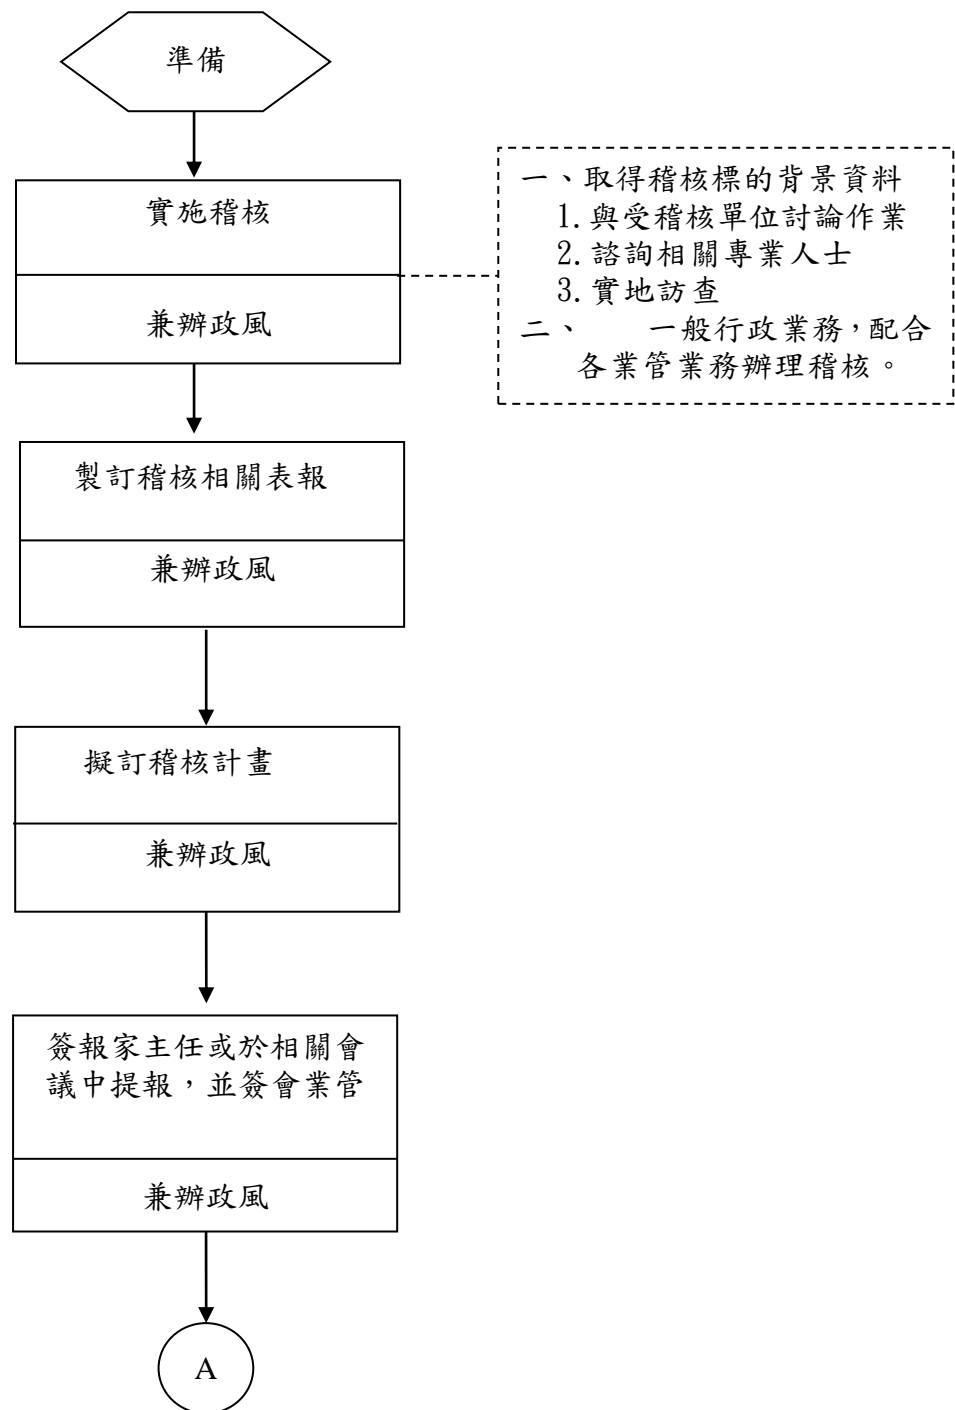 準備
實施稽核
兼辦政風
一、取得稽核標的背景資料
1.與受稽核單位討論作業
2.諮詢相關專業人士
3.實地訪查
二、　　一般行政業務，配合
各業管業務辦理稽核。
製訂稽核相關表報
兼辦政風
擬訂稽核計畫
兼辦政風
簽報家主任或於相關會
議中提報，並簽會業管
兼辦政風
A